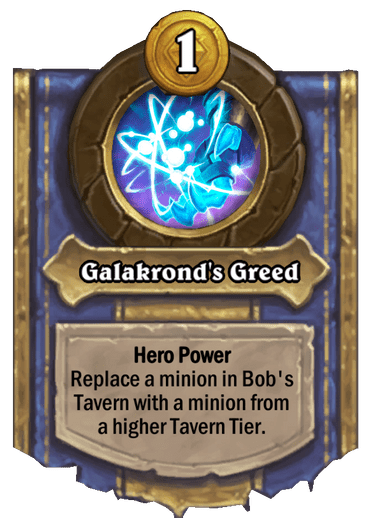 1
Galakrond's Greed
Hero Power
Replace a minion in Bob's
Tavern with a minion from
a higher Tavern Tier.